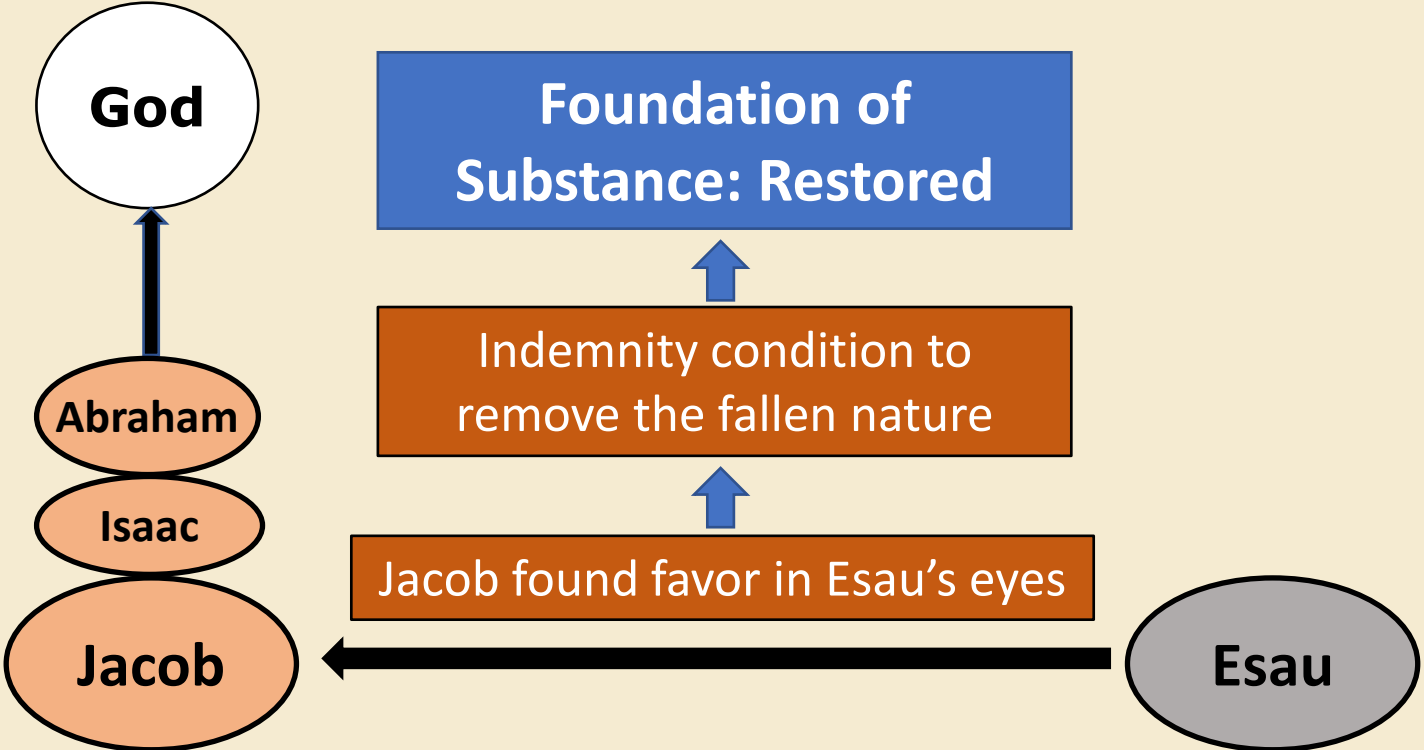 God
Foundation of
Substance: Restored
Indemnity condition to
remove the fallen nature
Abraham
Isaac
Jacob found favor in Esau’s eyes
Jacob
Esau